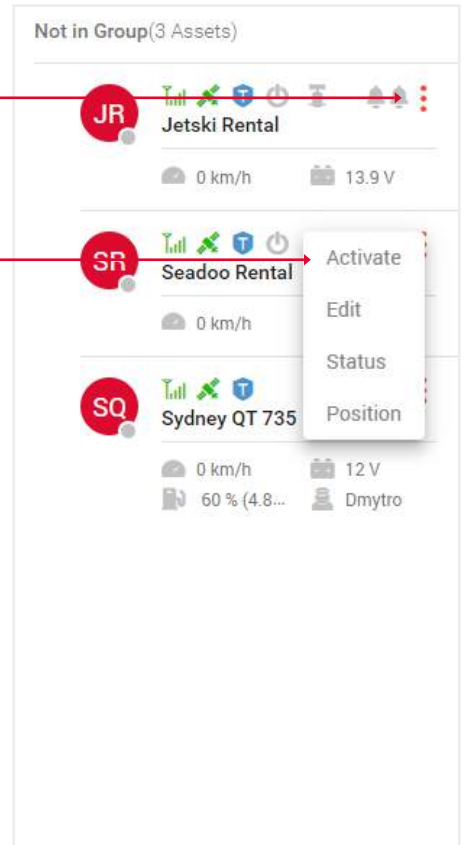 Not in Group(3 Assets)
JR
Jetski Rental
0 km/h 13.9 V
SR
Seadoo Rental
0 km/h
Activate
Edit
Status
Position
SQ
Sydney QT 735
0 km/h 12 V
60 % (4.8... Dmytro